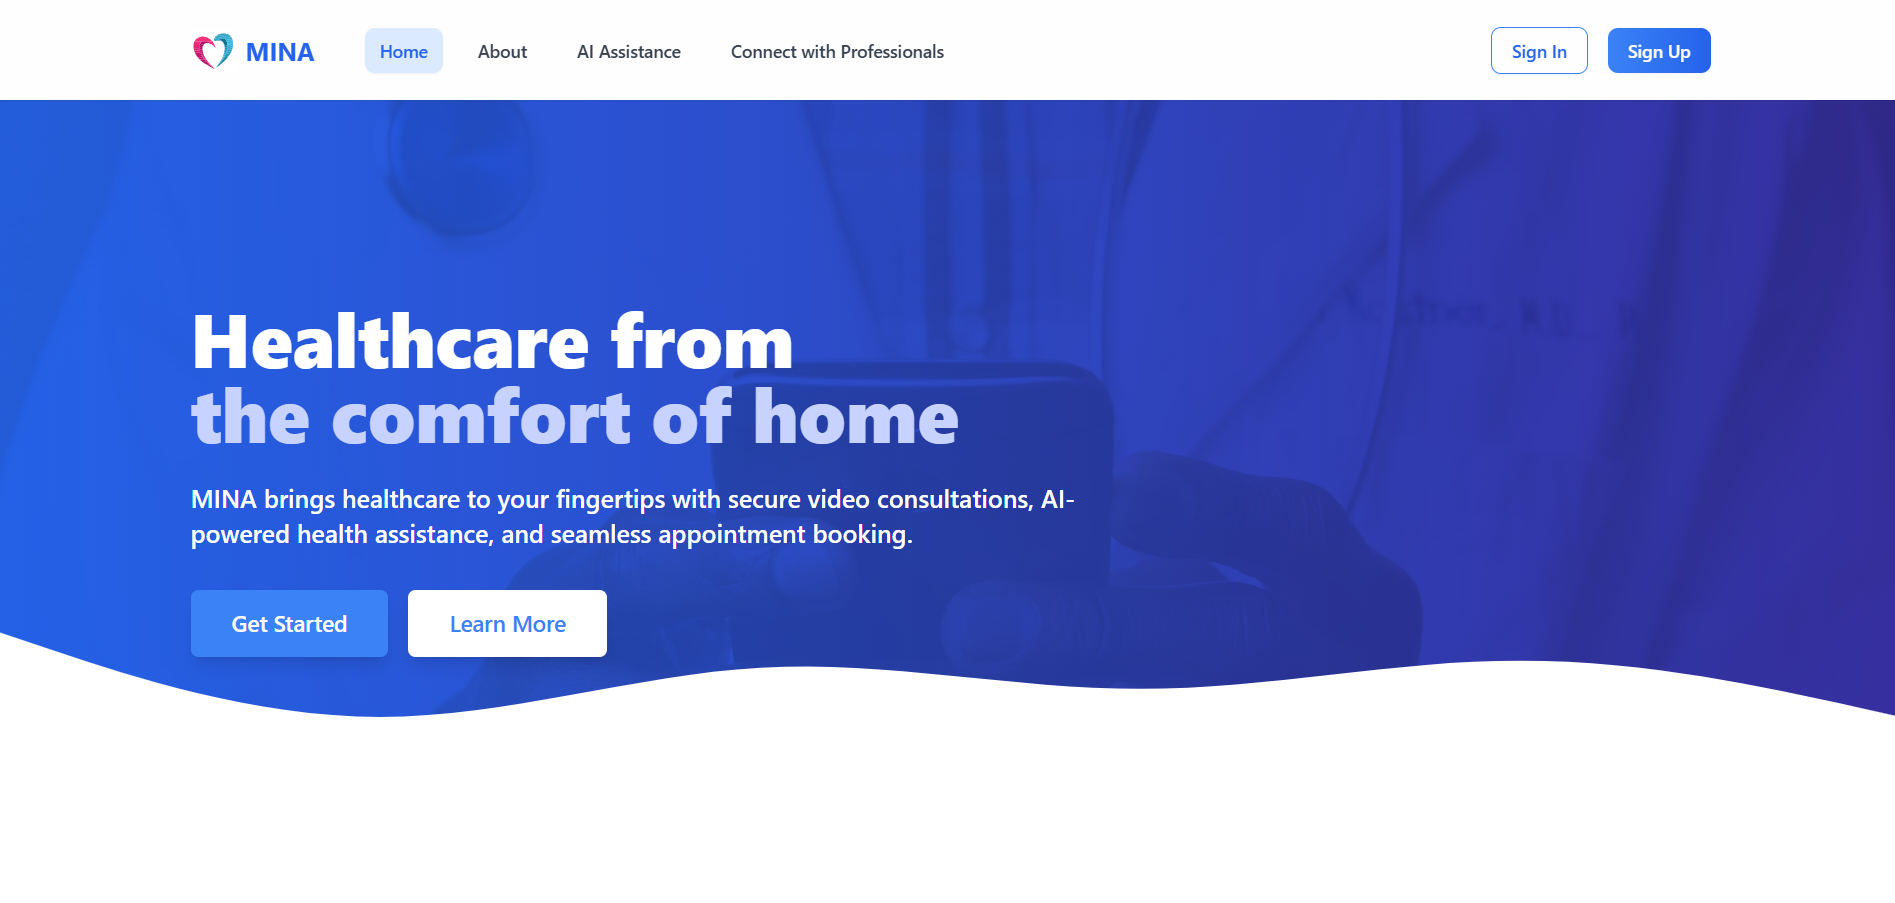 MINA
Home
About
AI Assistance
Connect with Professionals
Sign In
Sign Up
Healthcare from
the comfort of home
MINA brings healthcare to your fingertips with secure video consultations, AI-
powered health assistance, and seamless appointment booking.
Get Started
Learn More